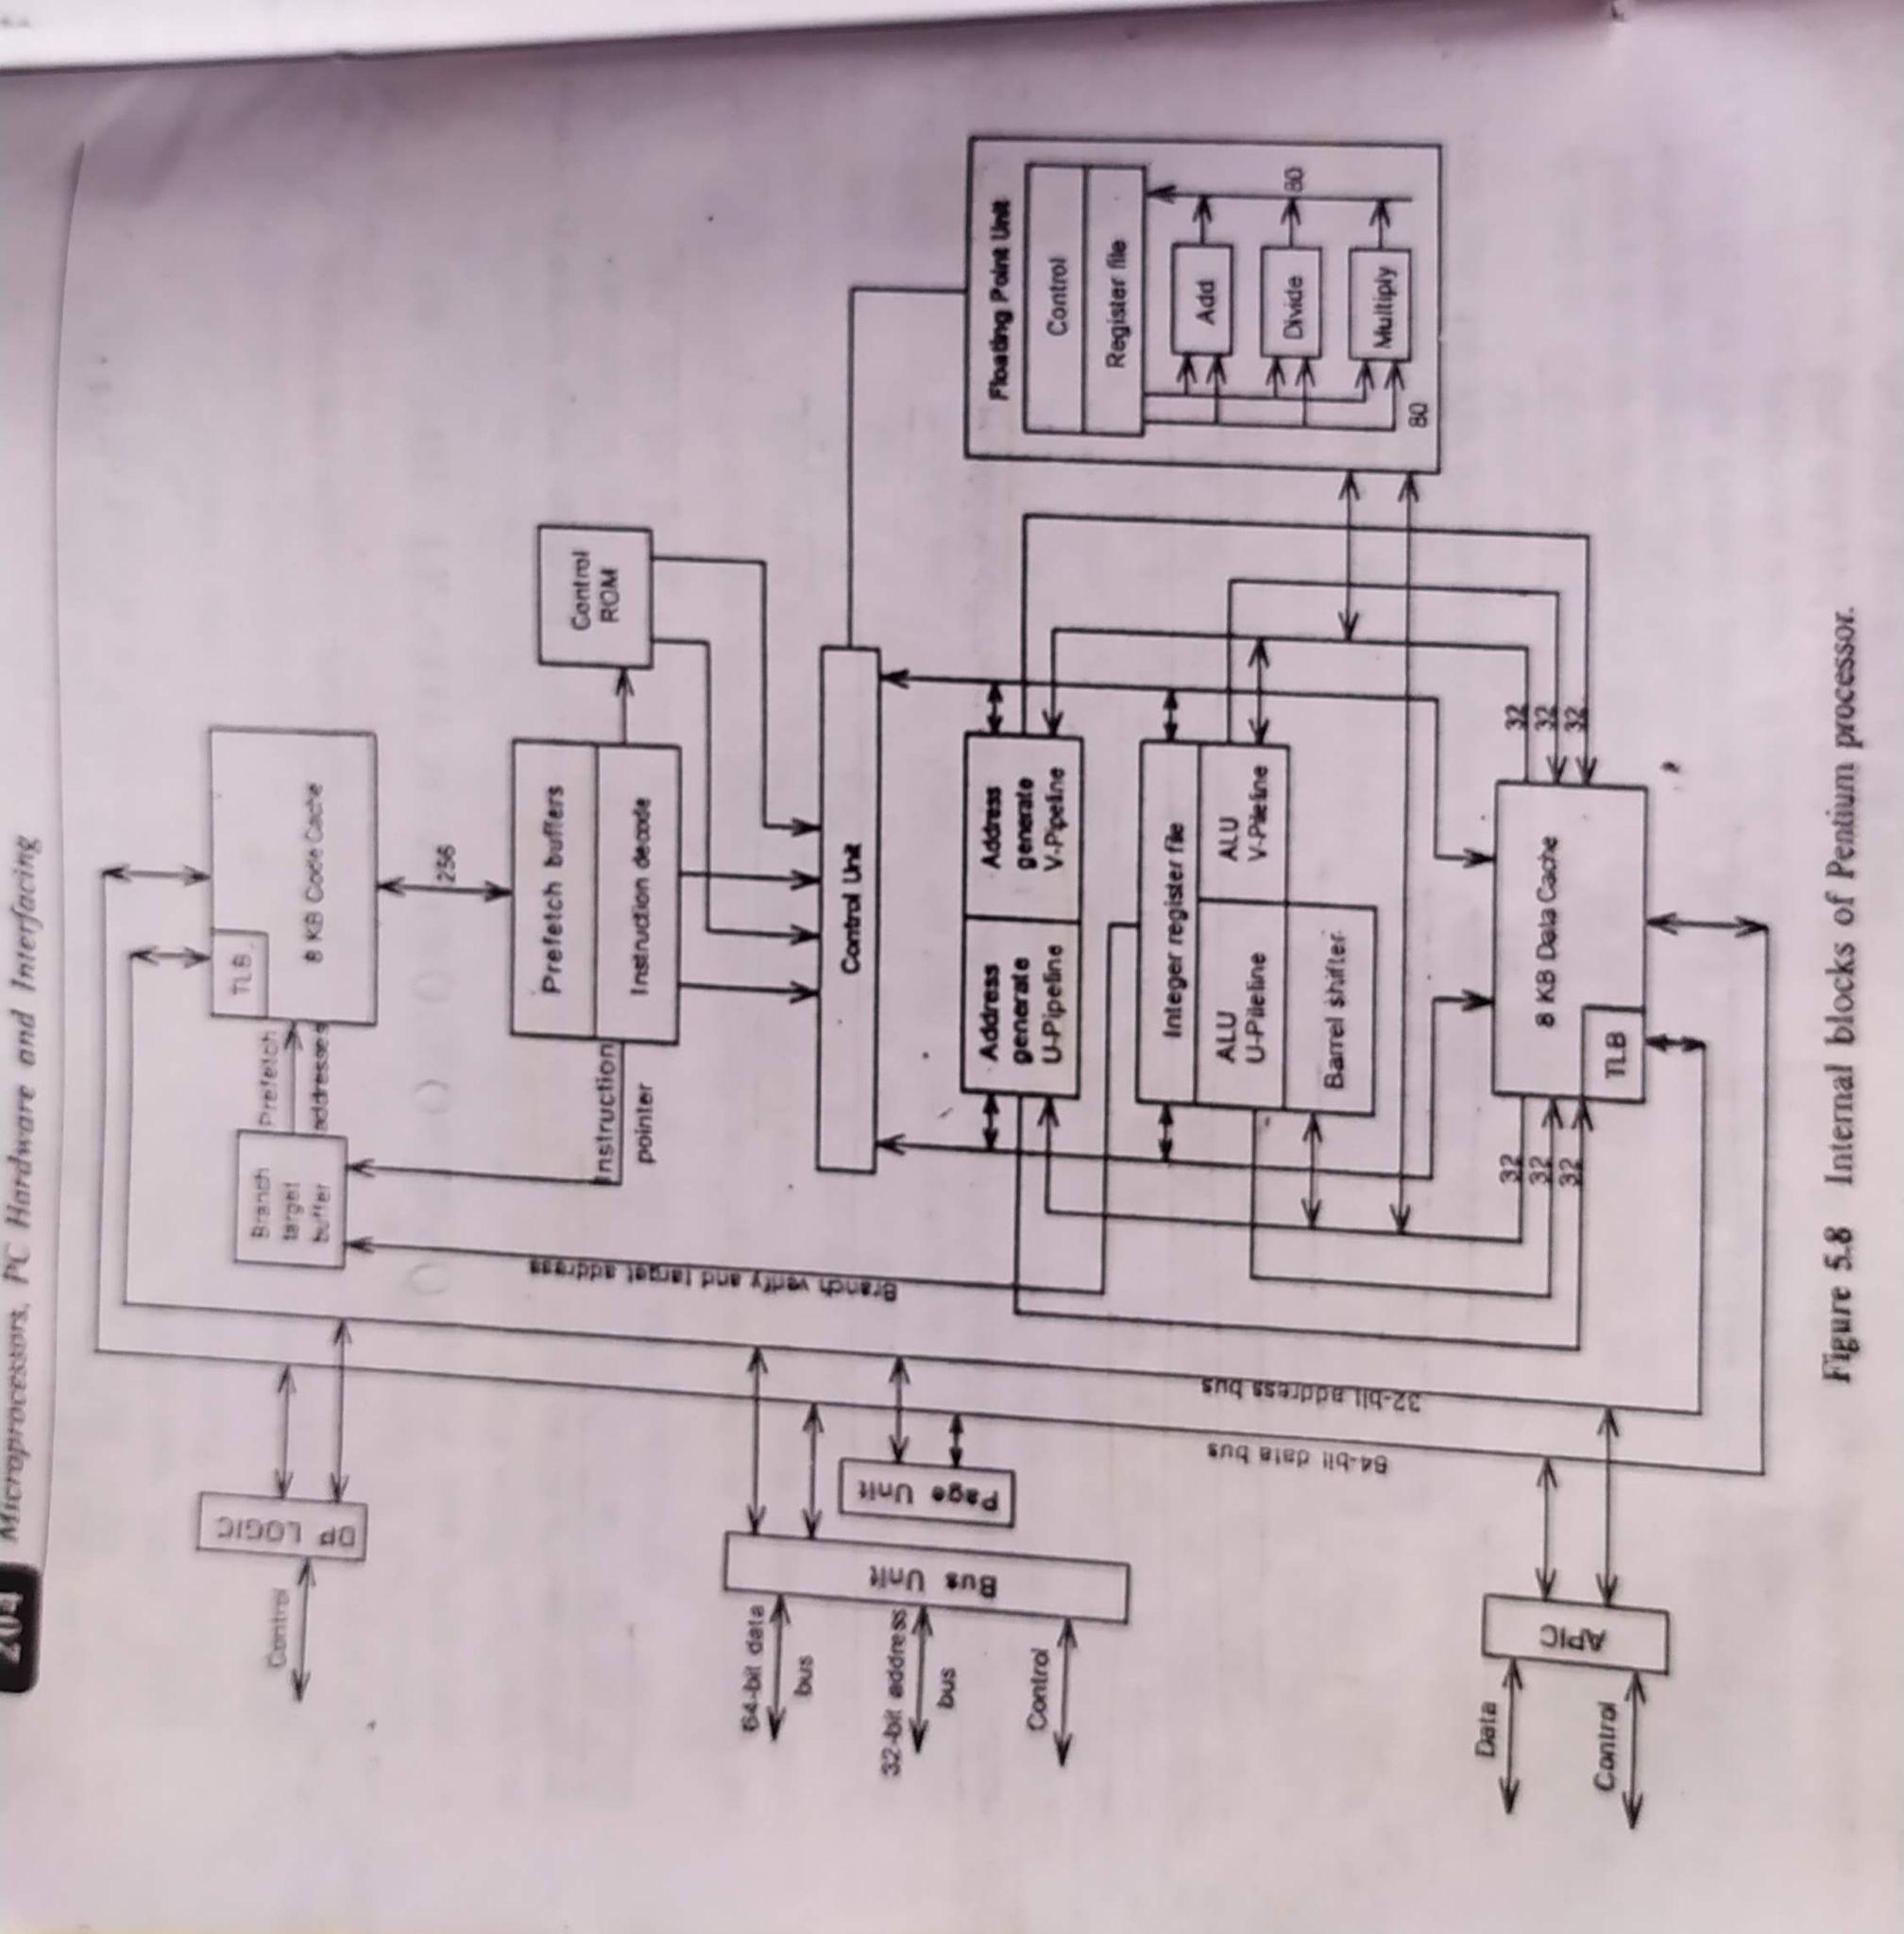 204 Microprocessors, PC Hardware and Interfacing
Control
DP LOGIC
Branch
target
buffer
Prefetch
addresses
TLB
8 KB Code Cache
256
Prefetch buffers
Instruction decode
Instruction
pointer
Control
ROM
Branch verify and target address
Control Unit
64-bit data
bus
32-bit address
bus
Control
Bus Unit
Page Unit
Address
generate
U-Pipeline
Address
generate
V-Pipeline
Integer register file
ALU
U-Pileline
ALU
V-Pileline
Barrel shifter
Floating Point Unit
Control
Register file
Add
Divide
Multiply
80
80
32-bit address bus
64-bit data bus
32
32
32
32
32
32
8 KB Data Cache
TLB
APIC
Data
Control
Figure 5.8 Internal blocks of Pentium processor.